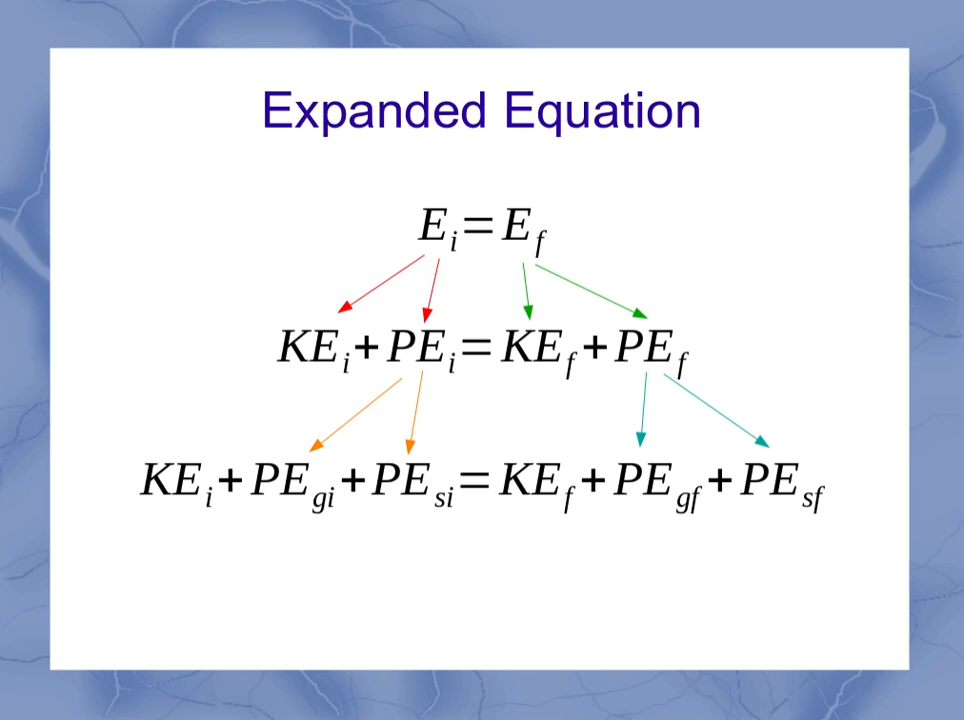 Expanded Equation
E_i = E_f
KE_i + PE_i = KE_f + PE_f
KE_i + PE_gi + PE_si = KE_f + PE_gf + PE_sf